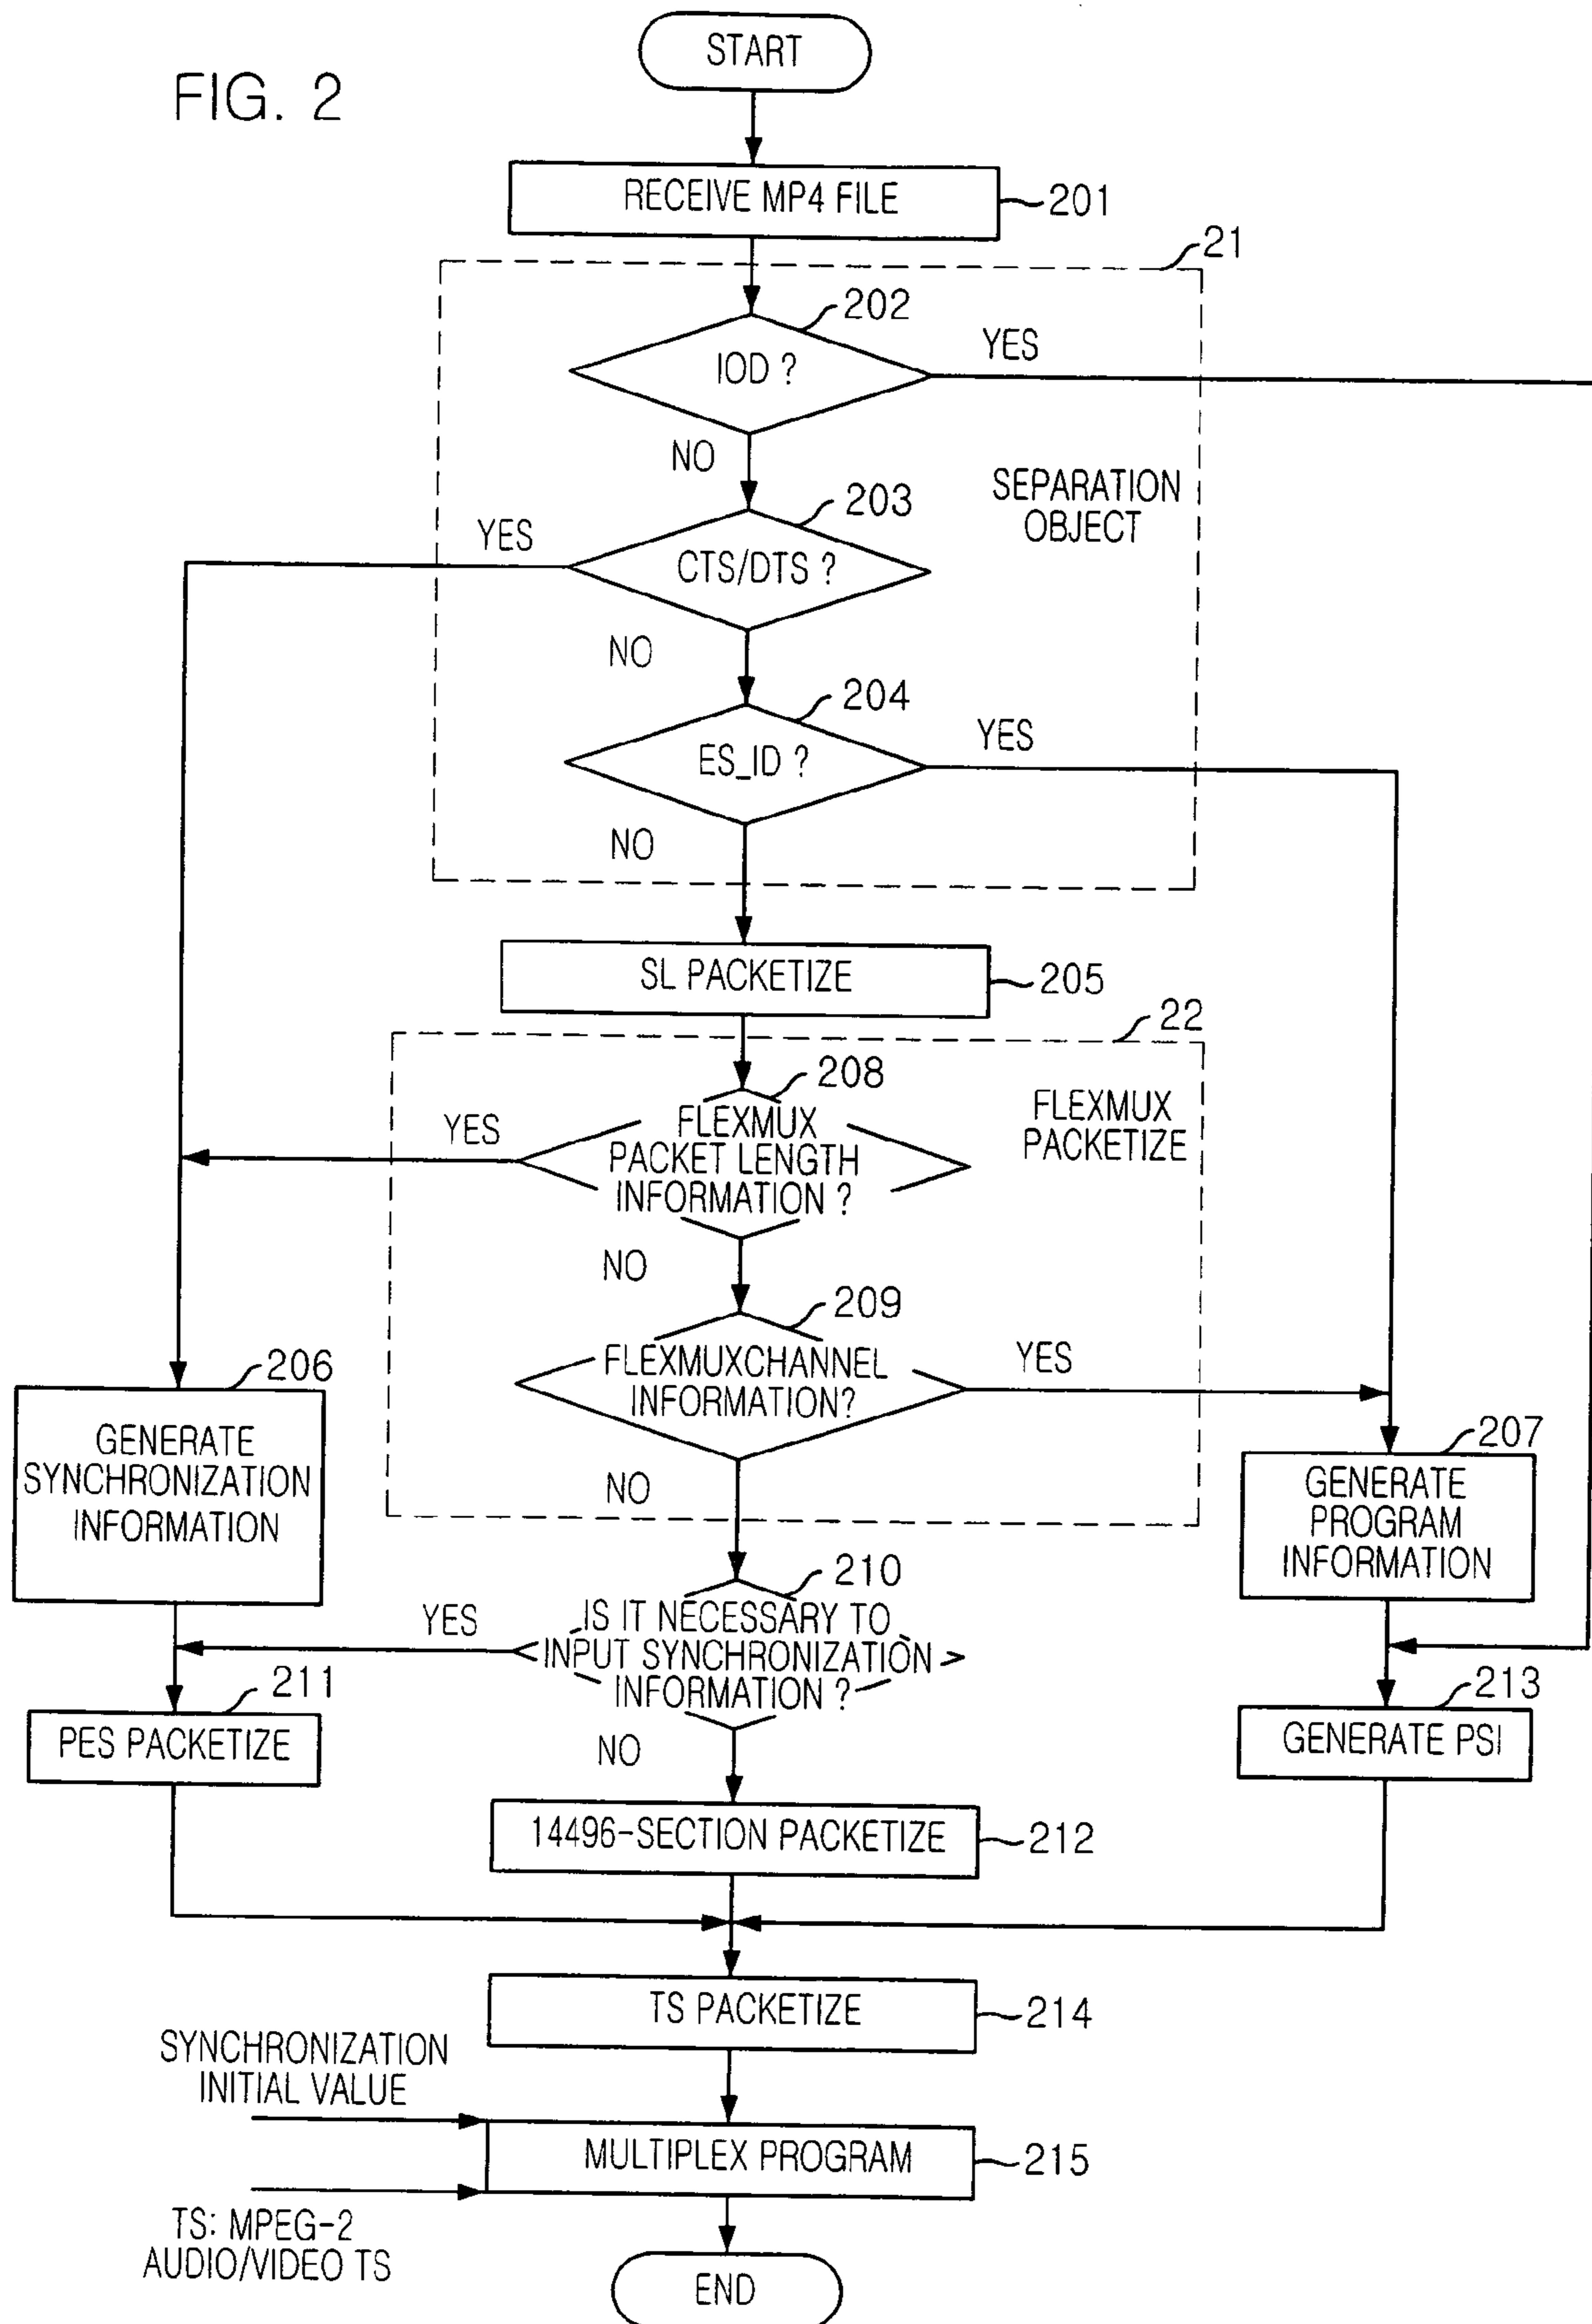 FIG. 2
START
RECEIVE MP4 FILE
201
21
202
IOD ?
YES
NO
SEPARATION
OBJECT
203
YES
CTS/DTS ?
NO
204
ES_ID ?
YES
NO
SL PACKETIZE
205
22
208
FLEXMUX
PACKET LENGTH
INFORMATION ?
YES
FLEXMUX
PACKETIZE
NO
209
FLEXMUXCHANNEL
INFORMATION?
YES
206
GENERATE
SYNCHRONIZATION
INFORMATION
207
GENERATE
PROGRAM
INFORMATION
NO
210
IS IT NECESSARY TO
INPUT SYNCHRONIZATION
INFORMATION ?
YES
211
PES PACKETIZE
213
GENERATE PSI
NO
14496-SECTION PACKETIZE
212
TS PACKETIZE
214
SYNCHRONIZATION
INITIAL VALUE
MULTIPLEX PROGRAM
215
TS: MPEG-2
AUDIO/VIDEO TS
END